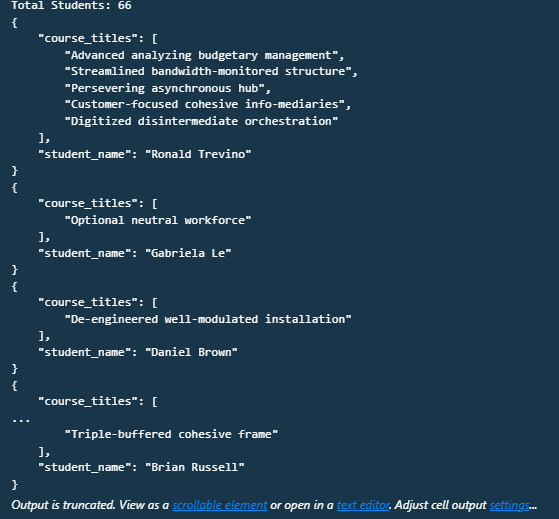 Total Students: 66
{
    "course_titles": [
        "Advanced analyzing budgetary management",
        "Streamlined bandwidth-monitored structure",
        "Persevering asynchronous hub",
        "Customer-focused cohesive info-mediaries",
        "Digitized disintermediate orchestration"
    ],
    "student_name": "Ronald Trevino"
}
{
    "course_titles": [
        "Optional neutral workforce"
    ],
    "student_name": "Gabriela Le"
}
{
    "course_titles": [
        "De-engineered well-modulated installation"
    ],
    "student_name": "Daniel Brown"
}
{
    "course_titles": [
...
        "Triple-buffered cohesive frame"
    ],
    "student_name": "Brian Russell"
}
Output is truncated. View as a scrollable element or open in a text editor. Adjust cell output settings...